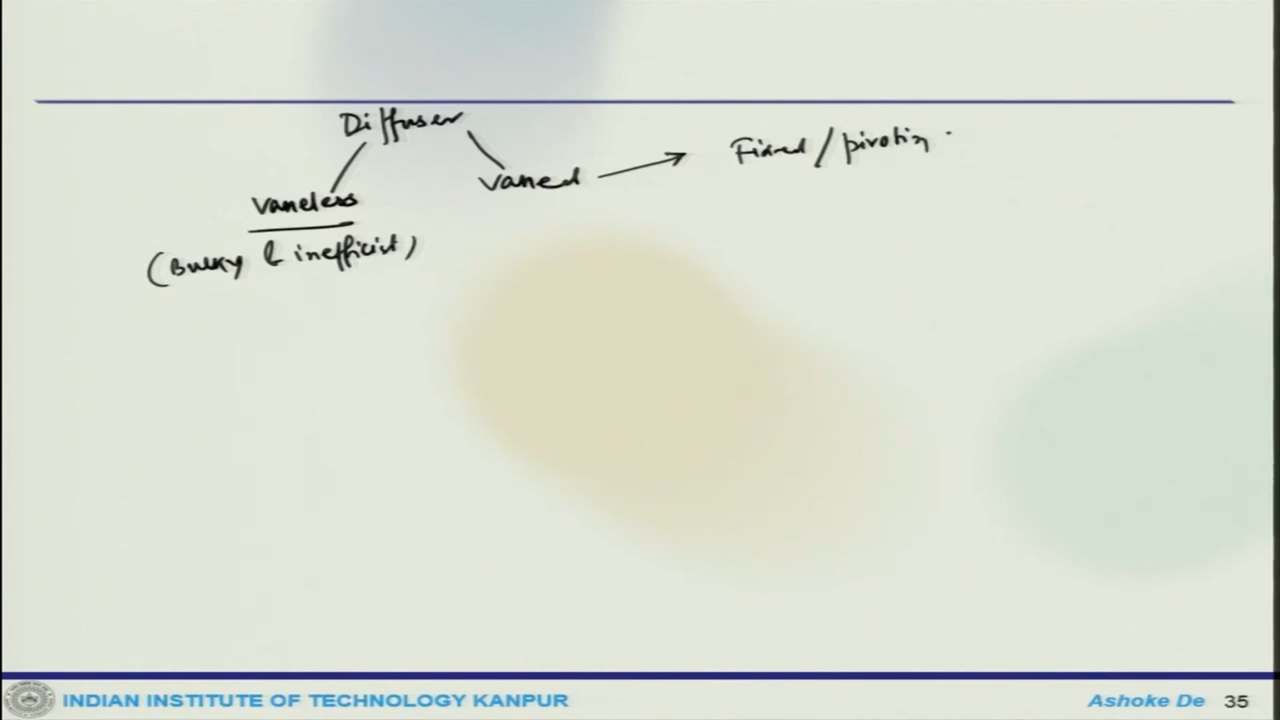 Diffuser
Vaned
Fixed / pivoting
Vaneless
(Bulky & inefficient)
INDIAN INSTITUTE OF TECHNOLOGY KANPUR
Ashoke De 35